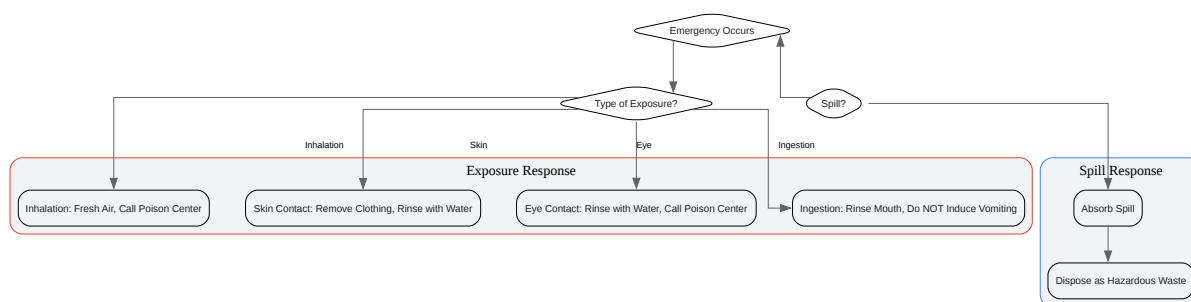 Emergency Occurs
Type of Exposure?
Spill?
Inhalation
Skin
Eye
Ingestion
Exposure Response
Spill Response
Inhalation: Fresh Air, Call Poison Center
Skin Contact: Remove Clothing, Rinse with Water
Eye Contact: Rinse with Water, Call Poison Center
Ingestion: Rinse Mouth, Do NOT Induce Vomiting
Absorb Spill
Dispose as Hazardous Waste